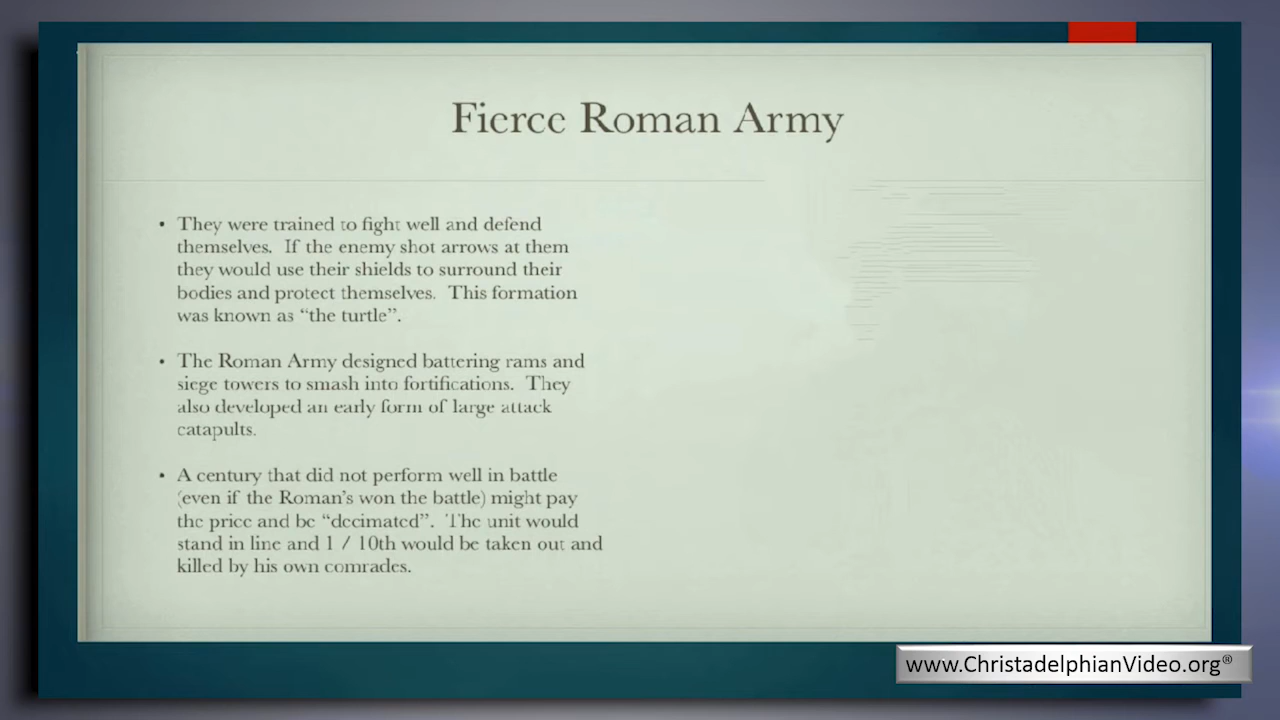 Fierce Roman Army
• They were trained to fight well and defend
themselves. If the enemy shot arrows at them
they would use their shields to surround their
bodies and protect themselves. This formation
was known as “the turtle”.
• The Roman Army designed battering rams and
siege towers to smash into fortifications. They
also developed an early form of large attack
catapults.
• A century that did not perform well in battle
(even if the Roman’s won the battle) might pay
the price and be “decimated”. The unit would
stand in line and 1 / 10th would be taken out and
killed by his own comrades.
www.ChristadelphianVideo.org®